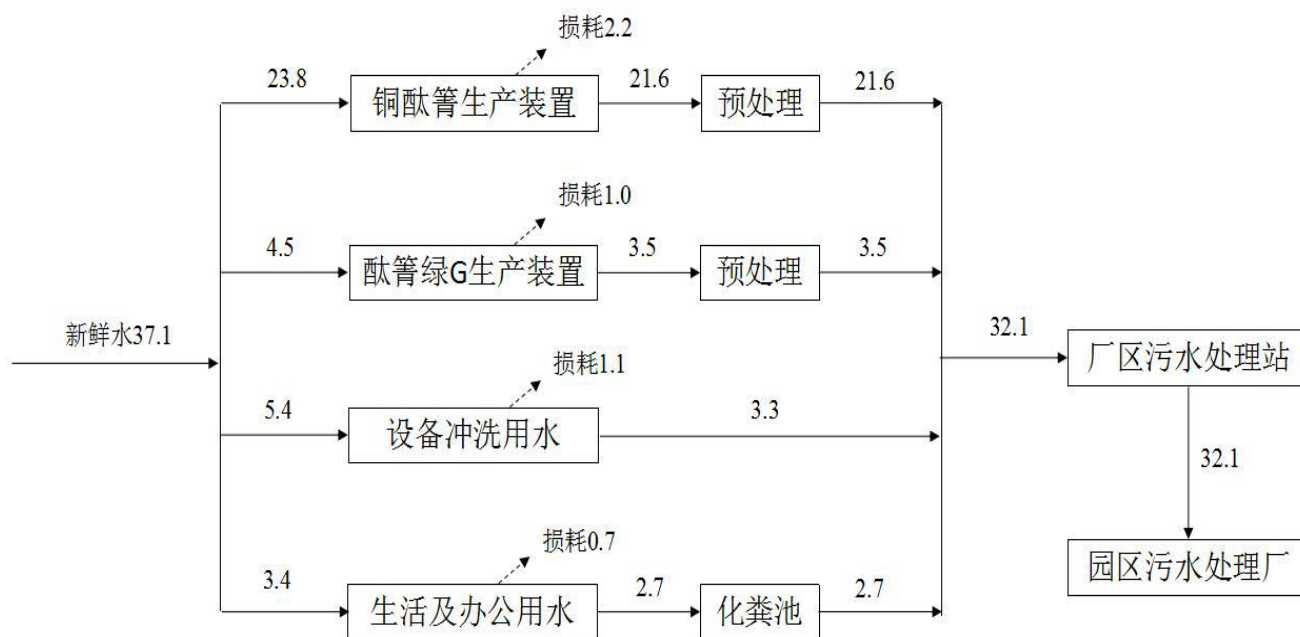 损耗2.2
23.8
铜酞箐生产装置
21.6
预处理
21.6
损耗1.0
4.5
酞箐绿G生产装置
3.5
预处理
3.5
新鲜水37.1
32.1
厂区污水处理站
损耗1.1
5.4
设备冲洗用水
3.3
32.1
损耗0.7
3.4
生活及办公用水
2.7
化粪池
2.7
园区污水处理厂